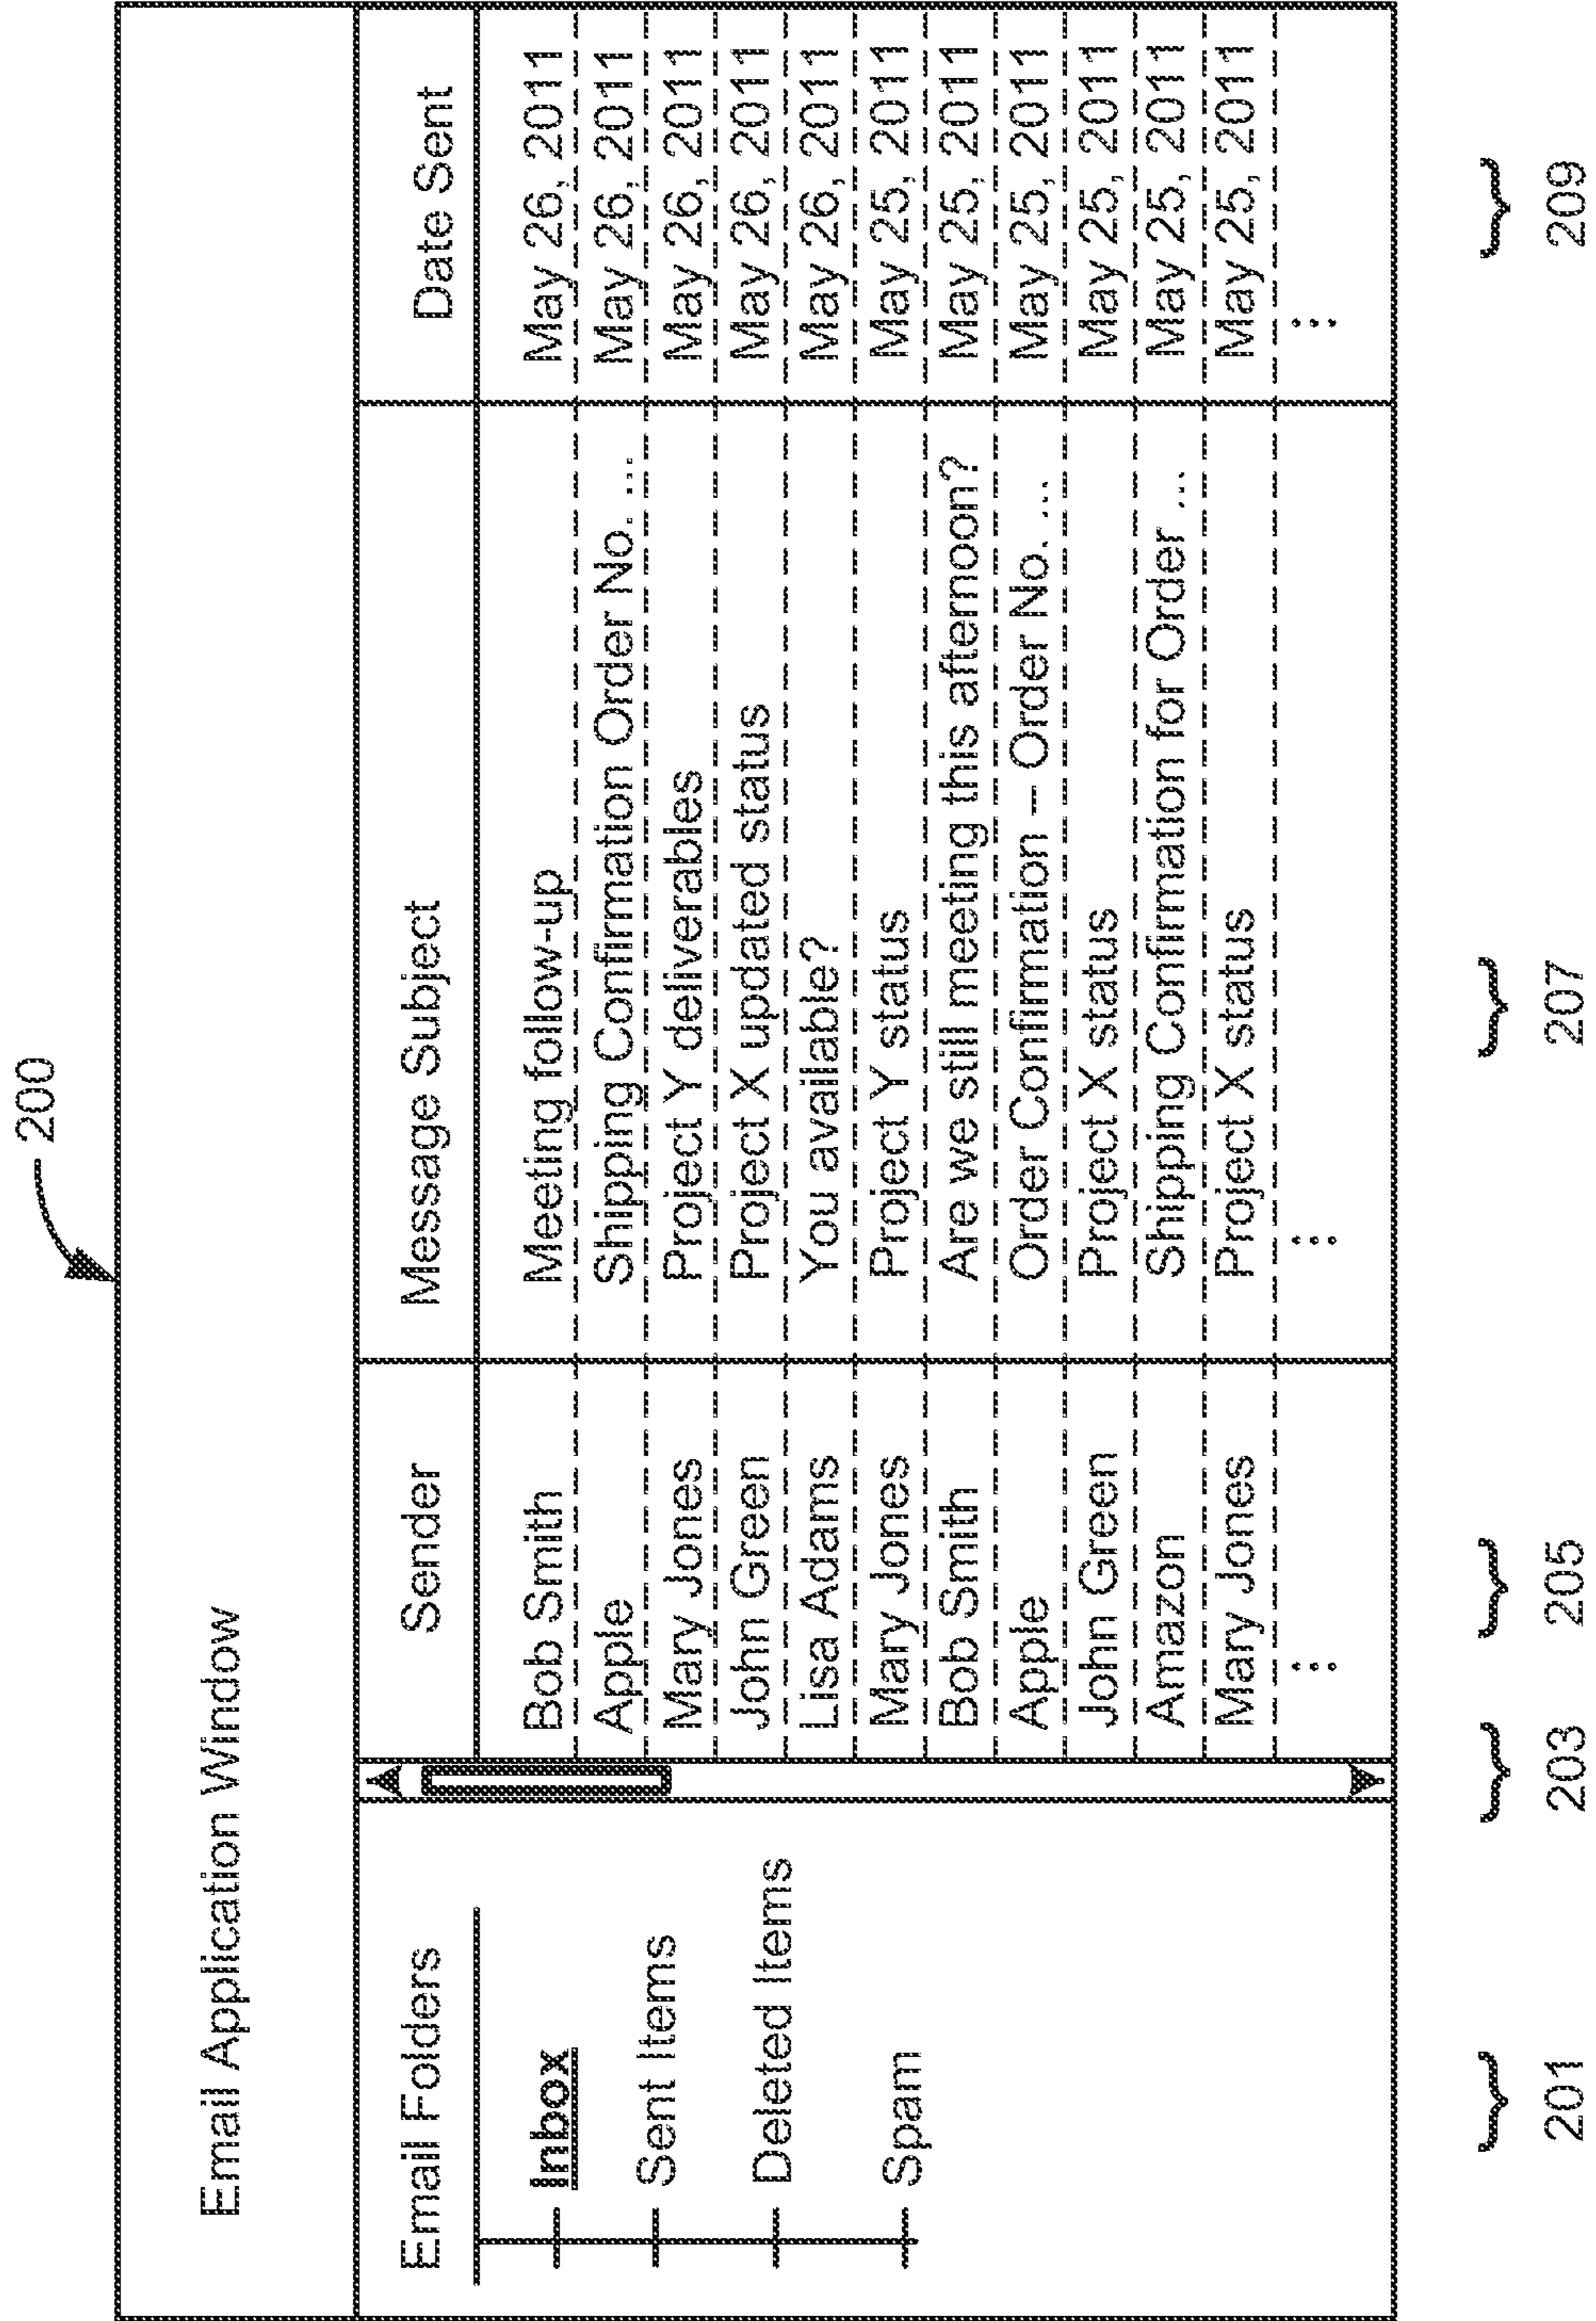 200
Email Application Window
Email Folders Sender Message Subject Date Sent
Inbox
Sent Items
Deleted Items
Spam
Bob Smith Meeting follow-up May 26, 2011
Apple Shipping Confirmation Order No. ... May 26, 2011
Mary Jones Project Y deliverables May 26, 2011
John Green Project X updated status May 26, 2011
Lisa Adams You available? May 26, 2011
Mary Jones Project Y status May 25, 2011
Bob Smith Are we still meeting this afternoon? May 25, 2011
Apple Order Confirmation – Order No. ... May 25, 2011
John Green Project X status May 25, 2011
Amazon Shipping Confirmation for Order ... May 25, 2011
Mary Jones Project X status May 25, 2011
⋮ ⋮ ⋮
201 203 205 207 209